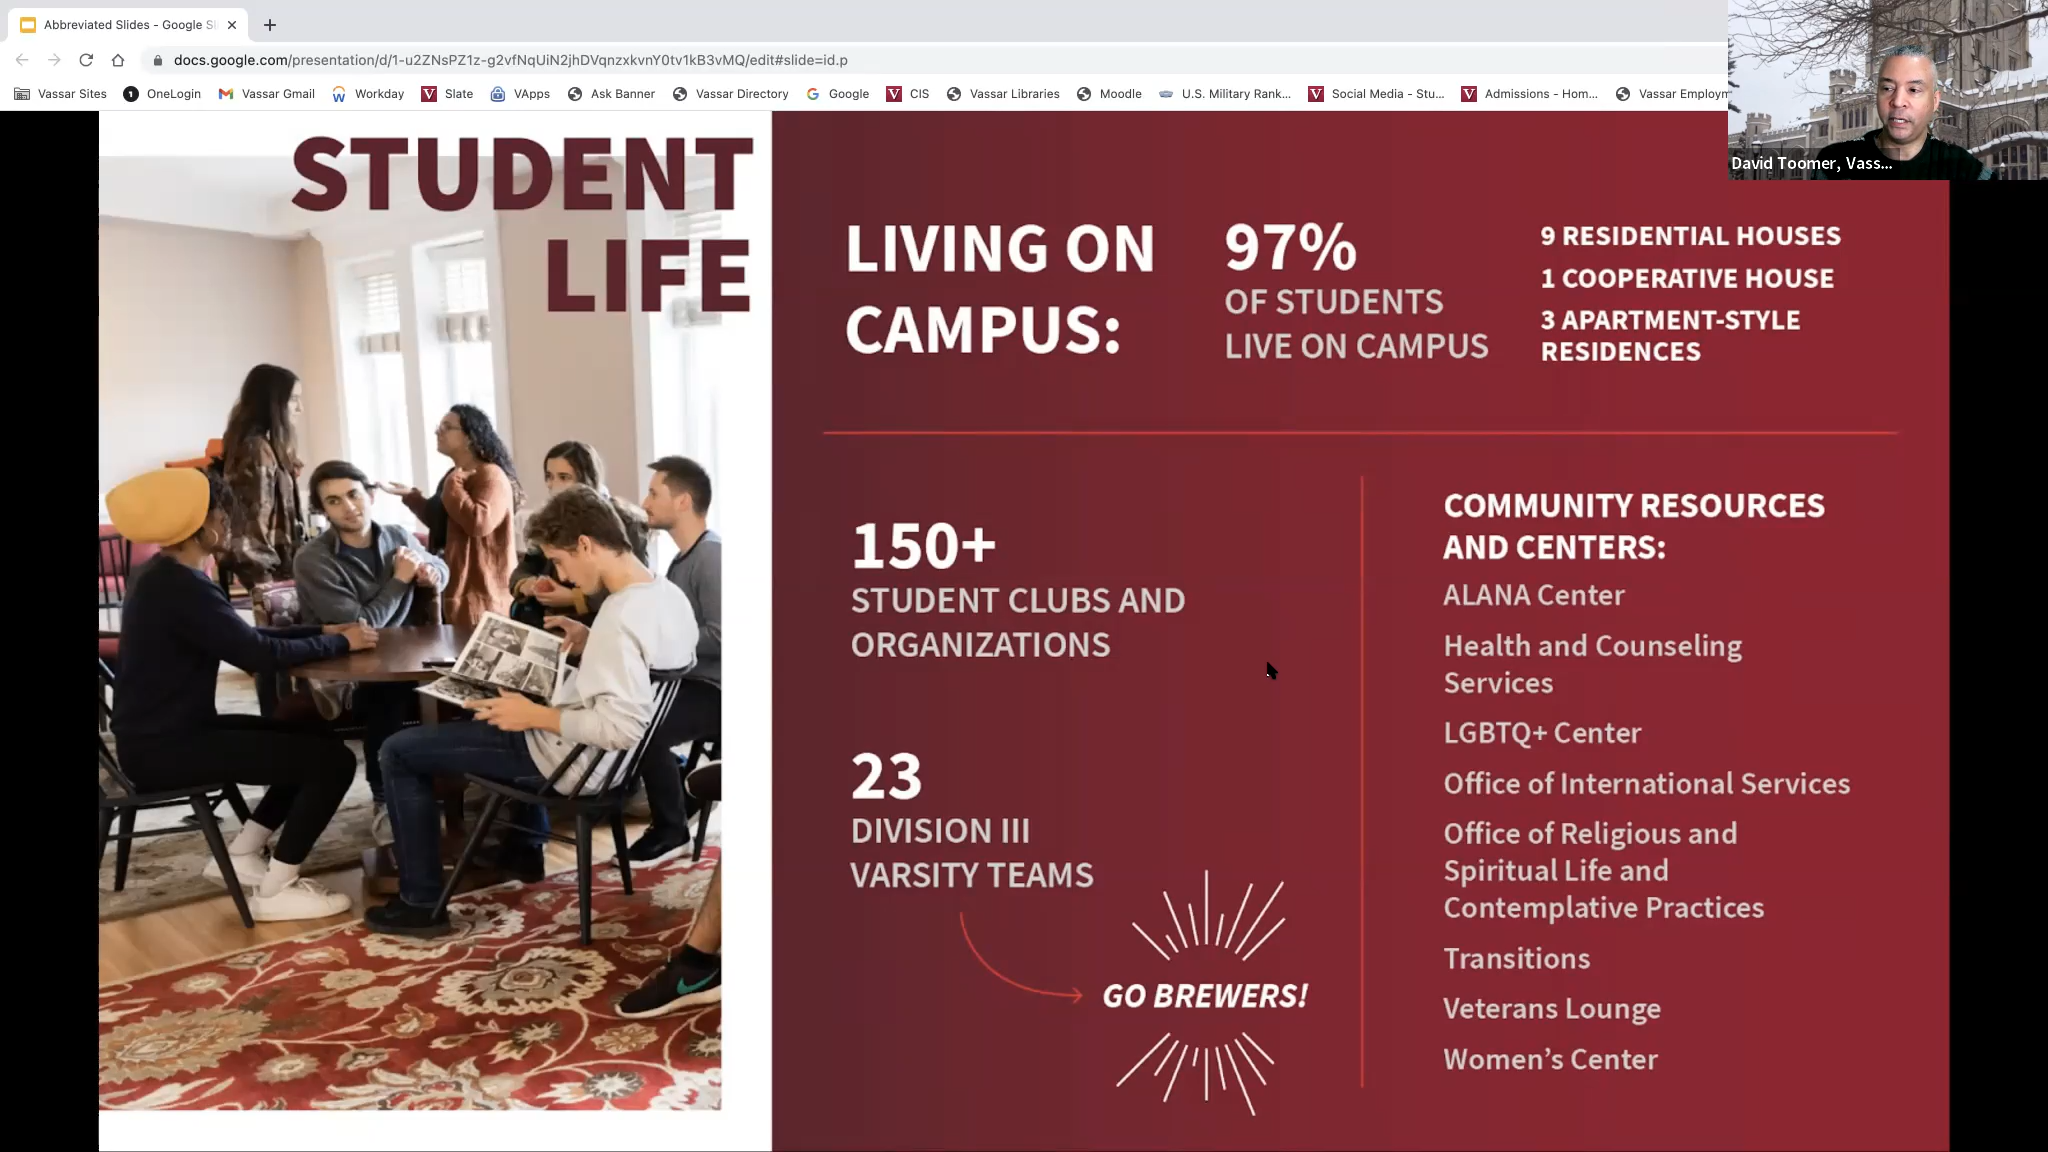 Abbreviated Slides - Google Sl
docs.google.com/presentation/d/1-u2ZNsPZ1z-g2vfNqUiN2jhDVqnzxkvnY0tv1kB3vMQ/edit#slide=id.p
Vassar Sites
OneLogin
Vassar Gmail
Workday
Slate
VApps
Ask Banner
Vassar Directory
Google
CIS
Vassar Libraries
Moodle
U.S. Military Rank...
Social Media - Stu...
Admissions - Hom...
Vassar Employm
David Toomer, Vass...
STUDENT
LIFE
LIVING ON
CAMPUS:
97%
OF STUDENTS
LIVE ON CAMPUS
9 RESIDENTIAL HOUSES
1 COOPERATIVE HOUSE
3 APARTMENT-STYLE
RESIDENCES
150+
STUDENT CLUBS AND
ORGANIZATIONS
23
DIVISION III
VARSITY TEAMS
GO BREWERS!
COMMUNITY RESOURCES
AND CENTERS:
ALANA Center
Health and Counseling
Services
LGBTQ+ Center
Office of International Services
Office of Religious and
Spiritual Life and
Contemplative Practices
Transitions
Veterans Lounge
Women’s Center